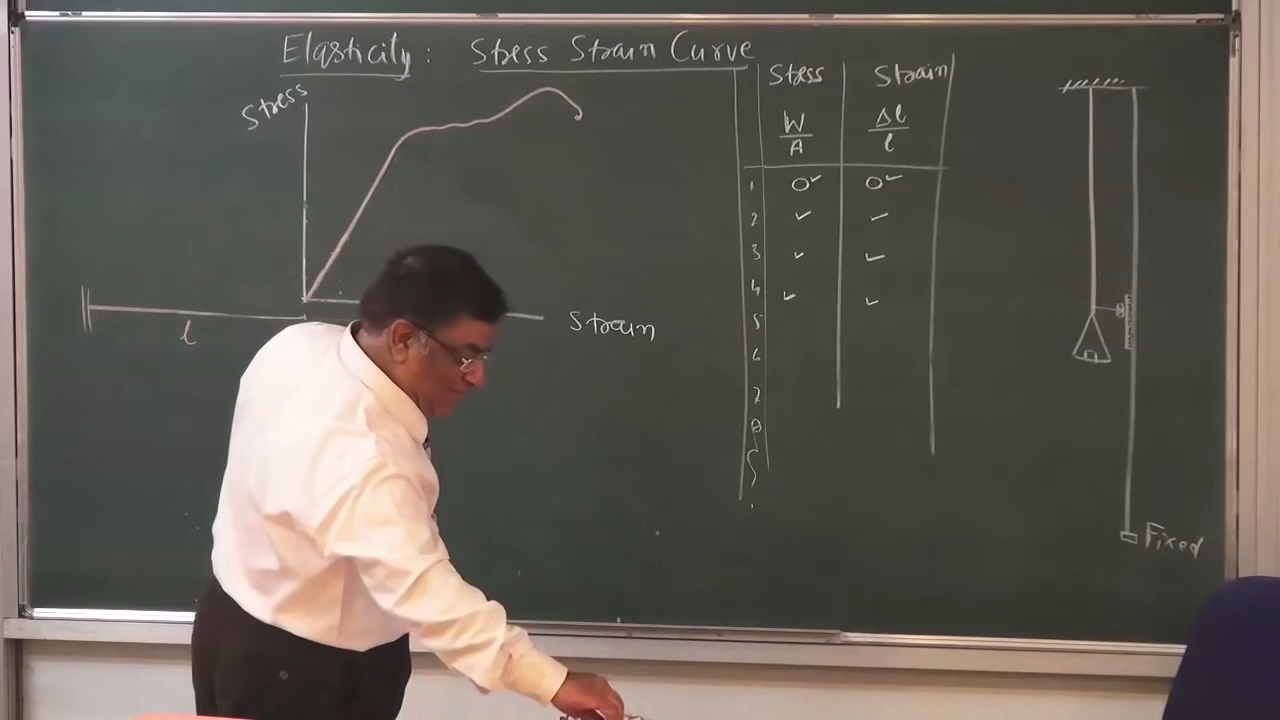 Elasticity: Stress Strain Curve
Stress
Strain
l
Stress Strain
W/A Δl/l
1 0✓ 0✓
2 ✓ ✓
3 ✓ ✓
4 ✓ ✓
5
6
7
8
Fixed